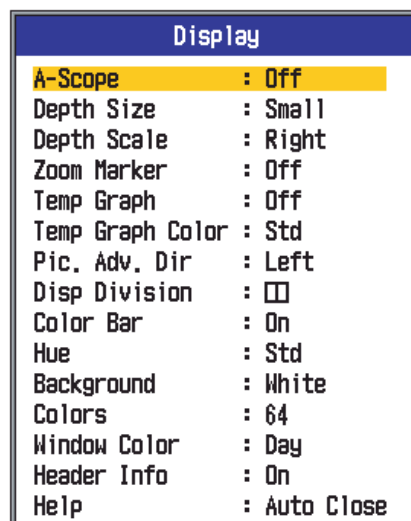 Display
A-Scope : Off
Depth Size : Small
Depth Scale : Right
Zoom Marker : Off
Temp Graph : Off
Temp Graph Color : Std
Pic. Adv. Dir : Left
Disp Division :
Color Bar : On
Hue : Std
Background : White
Colors : 64
Window Color : Day
Header Info : On
Help : Auto Close